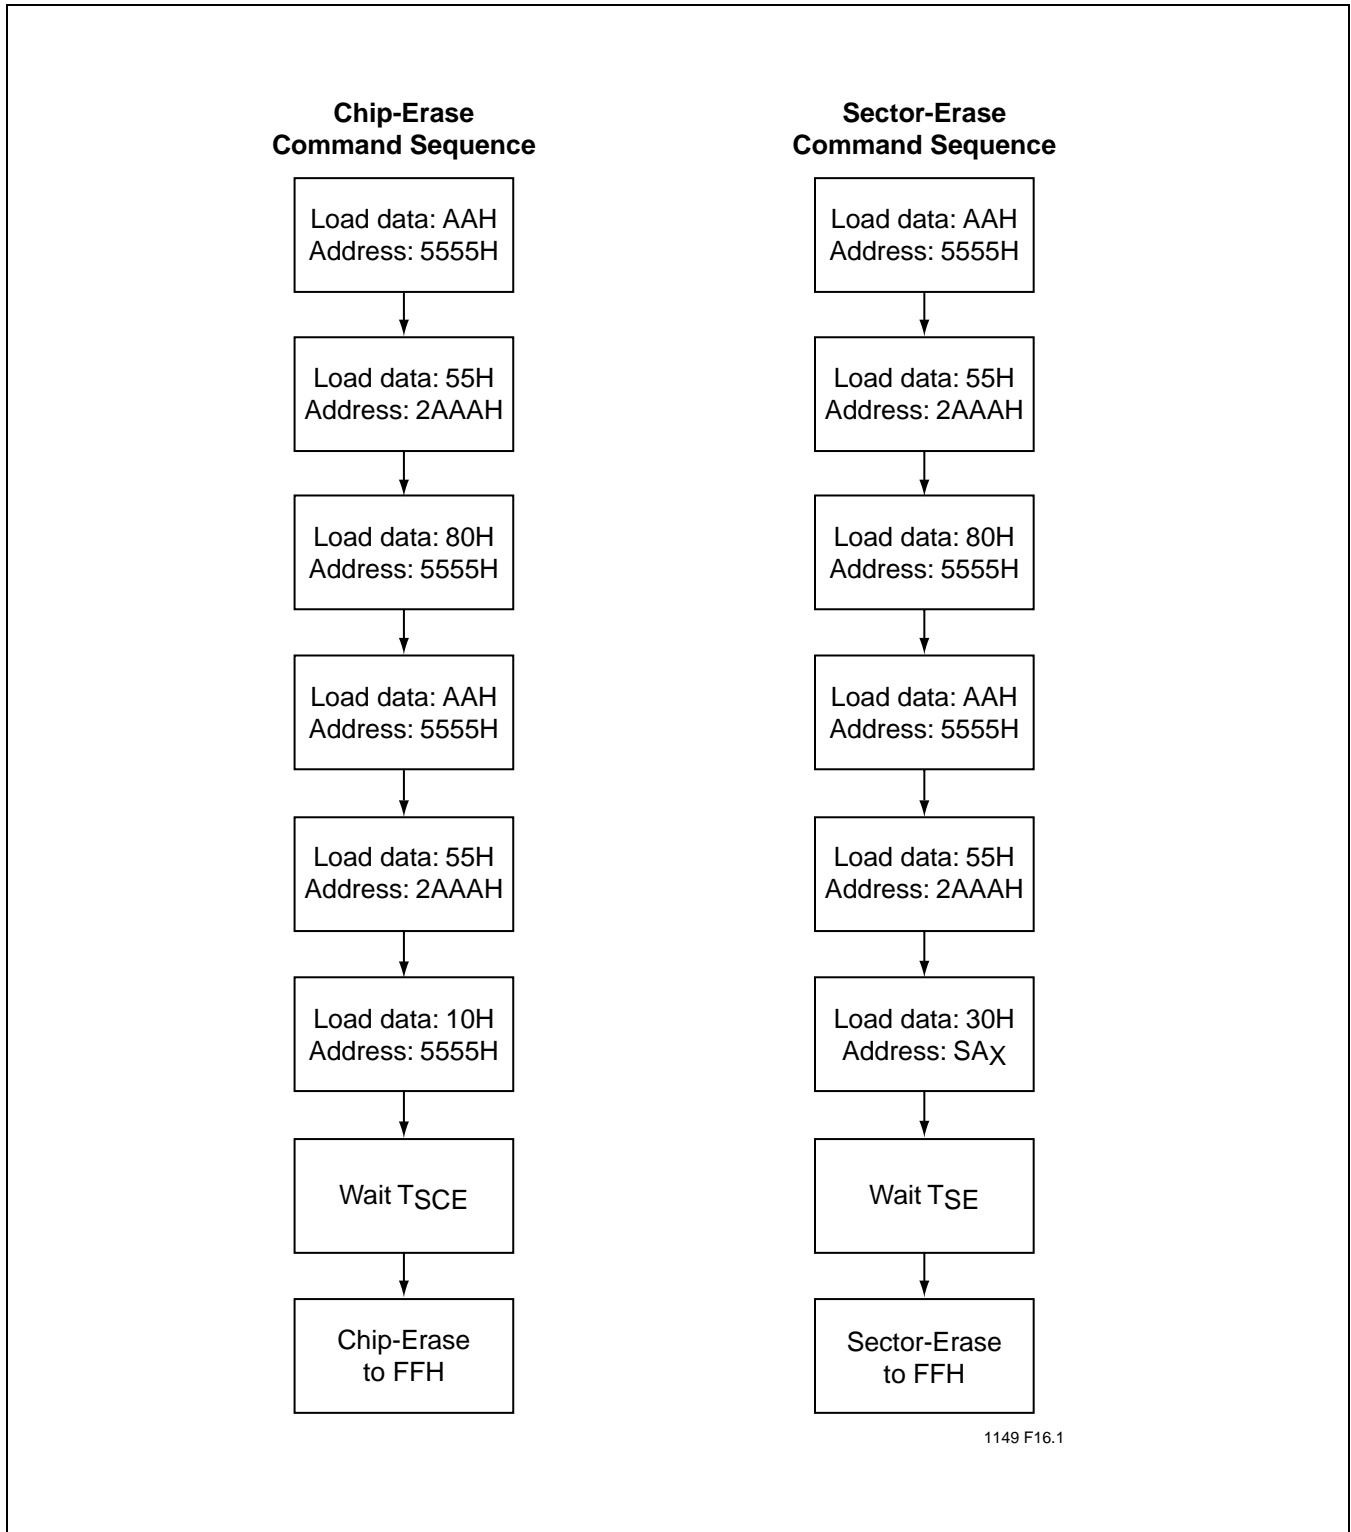 Chip-Erase
Command Sequence
Load data: AAH
Address: 5555H
Load data: 55H
Address: 2AAAH
Load data: 80H
Address: 5555H
Load data: AAH
Address: 5555H
Load data: 55H
Address: 2AAAH
Load data: 10H
Address: 5555H
Wait TSCE
Chip-Erase
to FFH
Sector-Erase
Command Sequence
Load data: AAH
Address: 5555H
Load data: 55H
Address: 2AAAH
Load data: 80H
Address: 5555H
Load data: AAH
Address: 5555H
Load data: 55H
Address: 2AAAH
Load data: 30H
Address: SAX
Wait TSE
Sector-Erase
to FFH
1149 F16.1